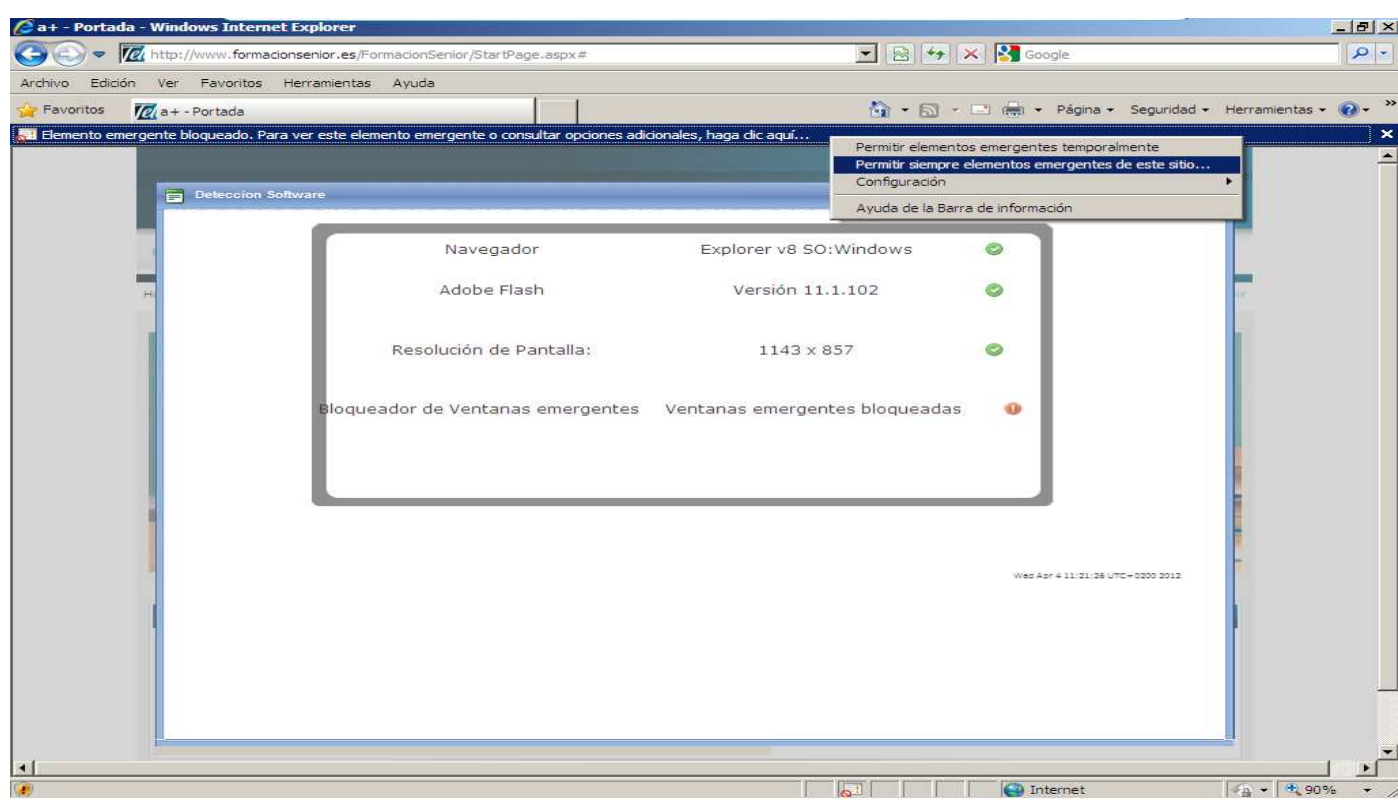 a+ - Portada - Windows Internet Explorer
http://www.formacionsenior.es/FormacionSenior/StartPage.aspx#
Google
Archivo Edición Ver Favoritos Herramientas Ayuda
Favoritos a+ - Portada Página Seguridad Herramientas
Elemento emergente bloqueado. Para ver este elemento emergente o consultar opciones adicionales, haga clic aquí...
Permitir elementos emergentes temporalmente
Permitir siempre elementos emergentes de este sitio...
Configuración
Ayuda de la Barra de información
Deteccion Software
Navegador Explorer v8 SO:Windows
Adobe Flash Versión 11.1.102
Resolución de Pantalla: 1143 x 857
Bloqueador de Ventanas emergentes Ventanas emergentes bloqueadas
Wed Apr 4 11:21:26 UTC+0200 2012
Internet 90%